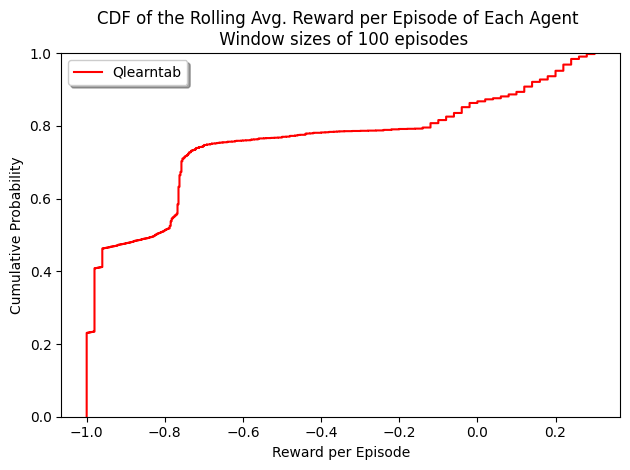 CDF of the Rolling Avg. Reward per Episode of Each Agent
Window sizes of 100 episodes
Qlearntab
1.0
0.8
0.6
0.4
0.2
0.0
Cumulative Probability
−1.0 −0.8 −0.6 −0.4 −0.2 0.0 0.2
Reward per Episode